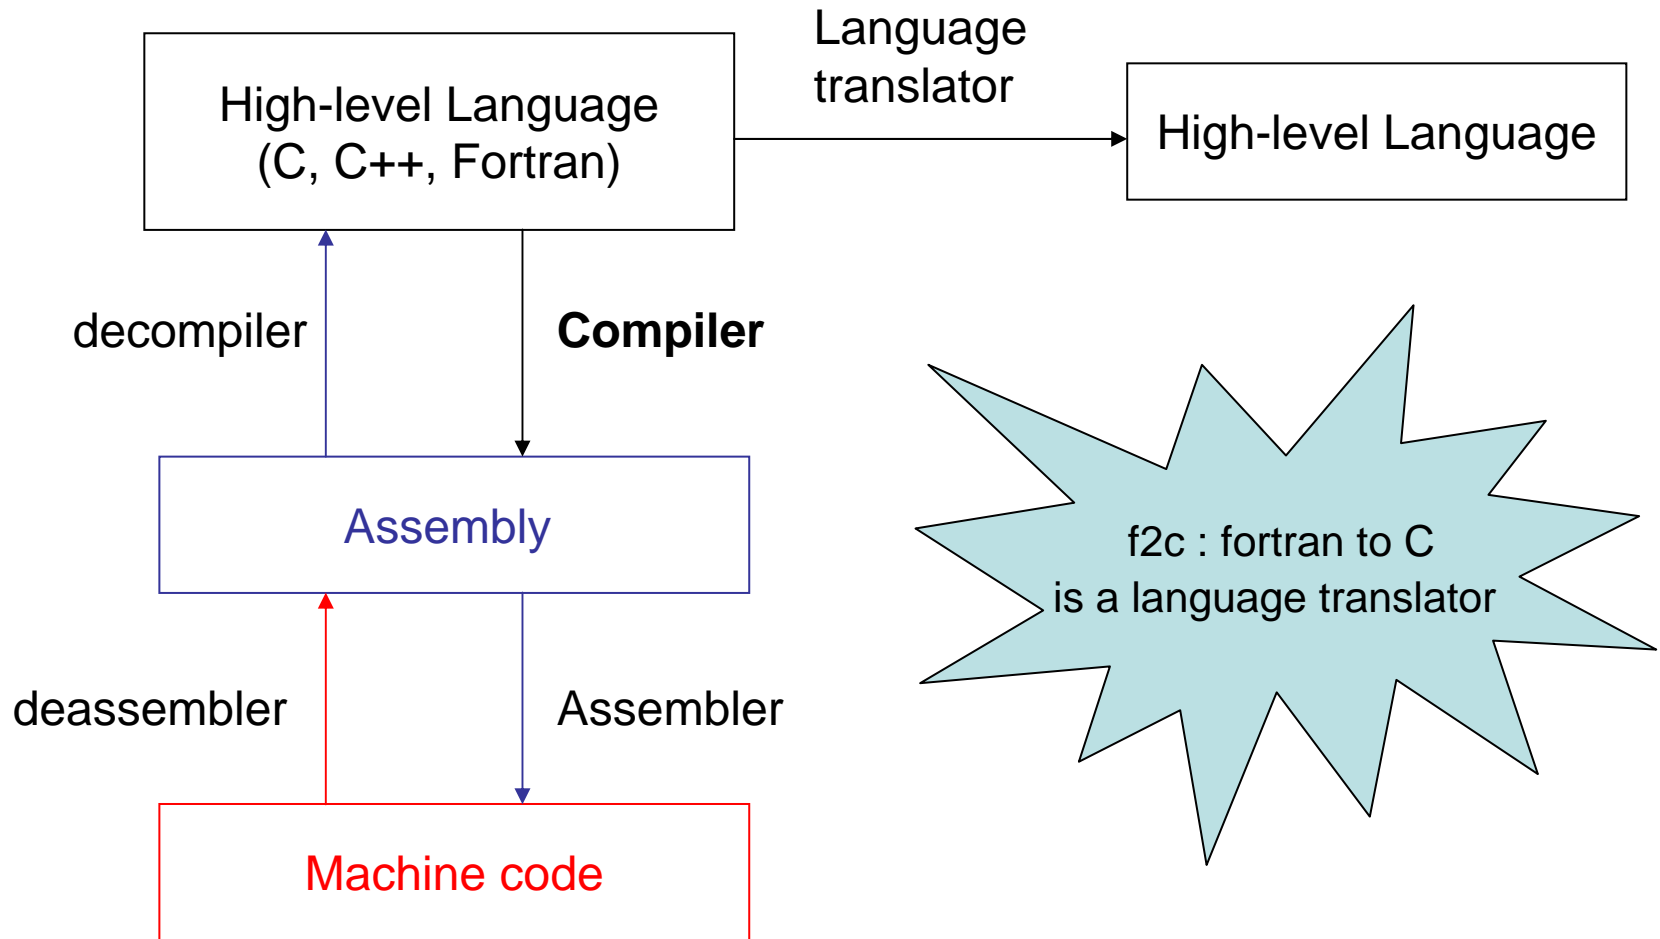 Language
translator
High-level Language
(C, C++, Fortran)
High-level Language
decompiler
Compiler
Assembly
f2c : fortran to C
is a language translator
deassembler
Assembler
Machine code